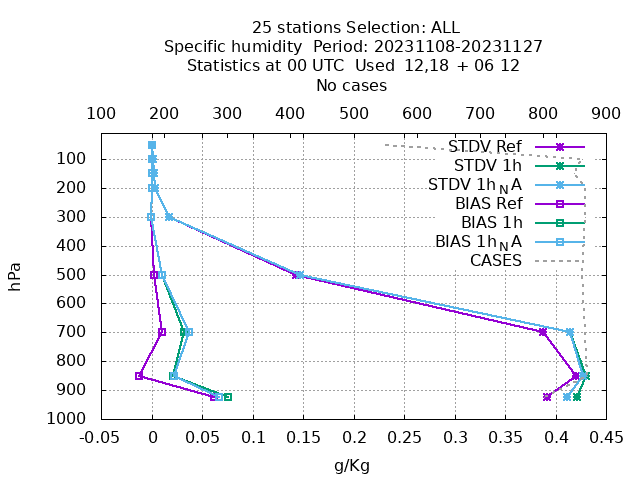 25 stations Selection: ALL
Specific humidity  Period: 20231108-20231127
Statistics at 00 UTC  Used  12,18 + 06 12
No cases
100 200 300 400 500 600 700 800 900
STDV Ref
STDV 1h
STDV 1h_NA
BIAS Ref
BIAS 1h
BIAS 1h_NA
CASES
100
200
300
400
500
600
700
800
900
1000
hPa
-0.05 0 0.05 0.1 0.15 0.2 0.25 0.3 0.35 0.4 0.45
g/Kg